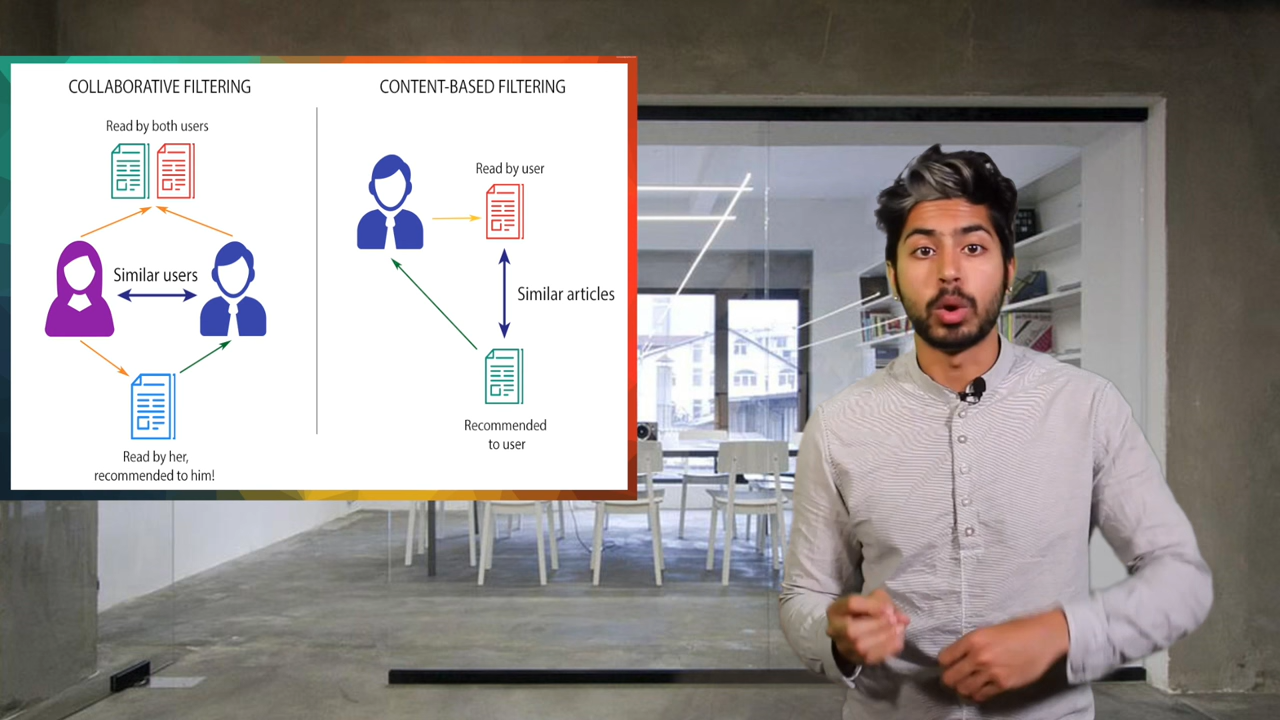 COLLABORATIVE FILTERING
Read by both users
Similar users
Read by her,
recommended to him!
CONTENT-BASED FILTERING
Read by user
Similar articles
Recommended
to user